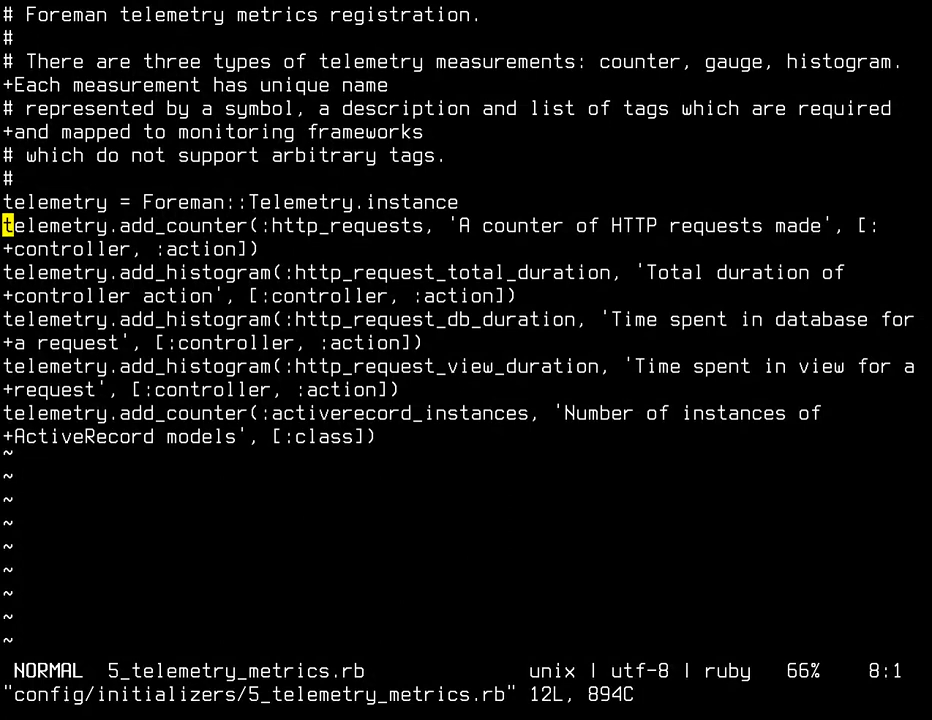 # Foreman telemetry metrics registration.
#
# There are three types of telemetry measurements: counter, gauge, histogram.
+Each measurement has unique name
# represented by a symbol, a description and list of tags which are required
+and mapped to monitoring frameworks
# which do not support arbitrary tags.
#
telemetry = Foreman::Telemetry.instance
telemetry.add_counter(:http_requests, 'A counter of HTTP requests made', [:
+controller, :action])
telemetry.add_histogram(:http_request_total_duration, 'Total duration of
+controller action', [:controller, :action])
telemetry.add_histogram(:http_request_db_duration, 'Time spent in database for
+a request', [:controller, :action])
telemetry.add_histogram(:http_request_view_duration, 'Time spent in view for a
+request', [:controller, :action])
telemetry.add_counter(:activerecord_instances, 'Number of instances of
+ActiveRecord models', [:class])
~
~
~
~
~
~
~
~
~
NORMAL 5_telemetry_metrics.rb unix | utf-8 | ruby 66% 8:1
"config/initializers/5_telemetry_metrics.rb" 12L, 894C